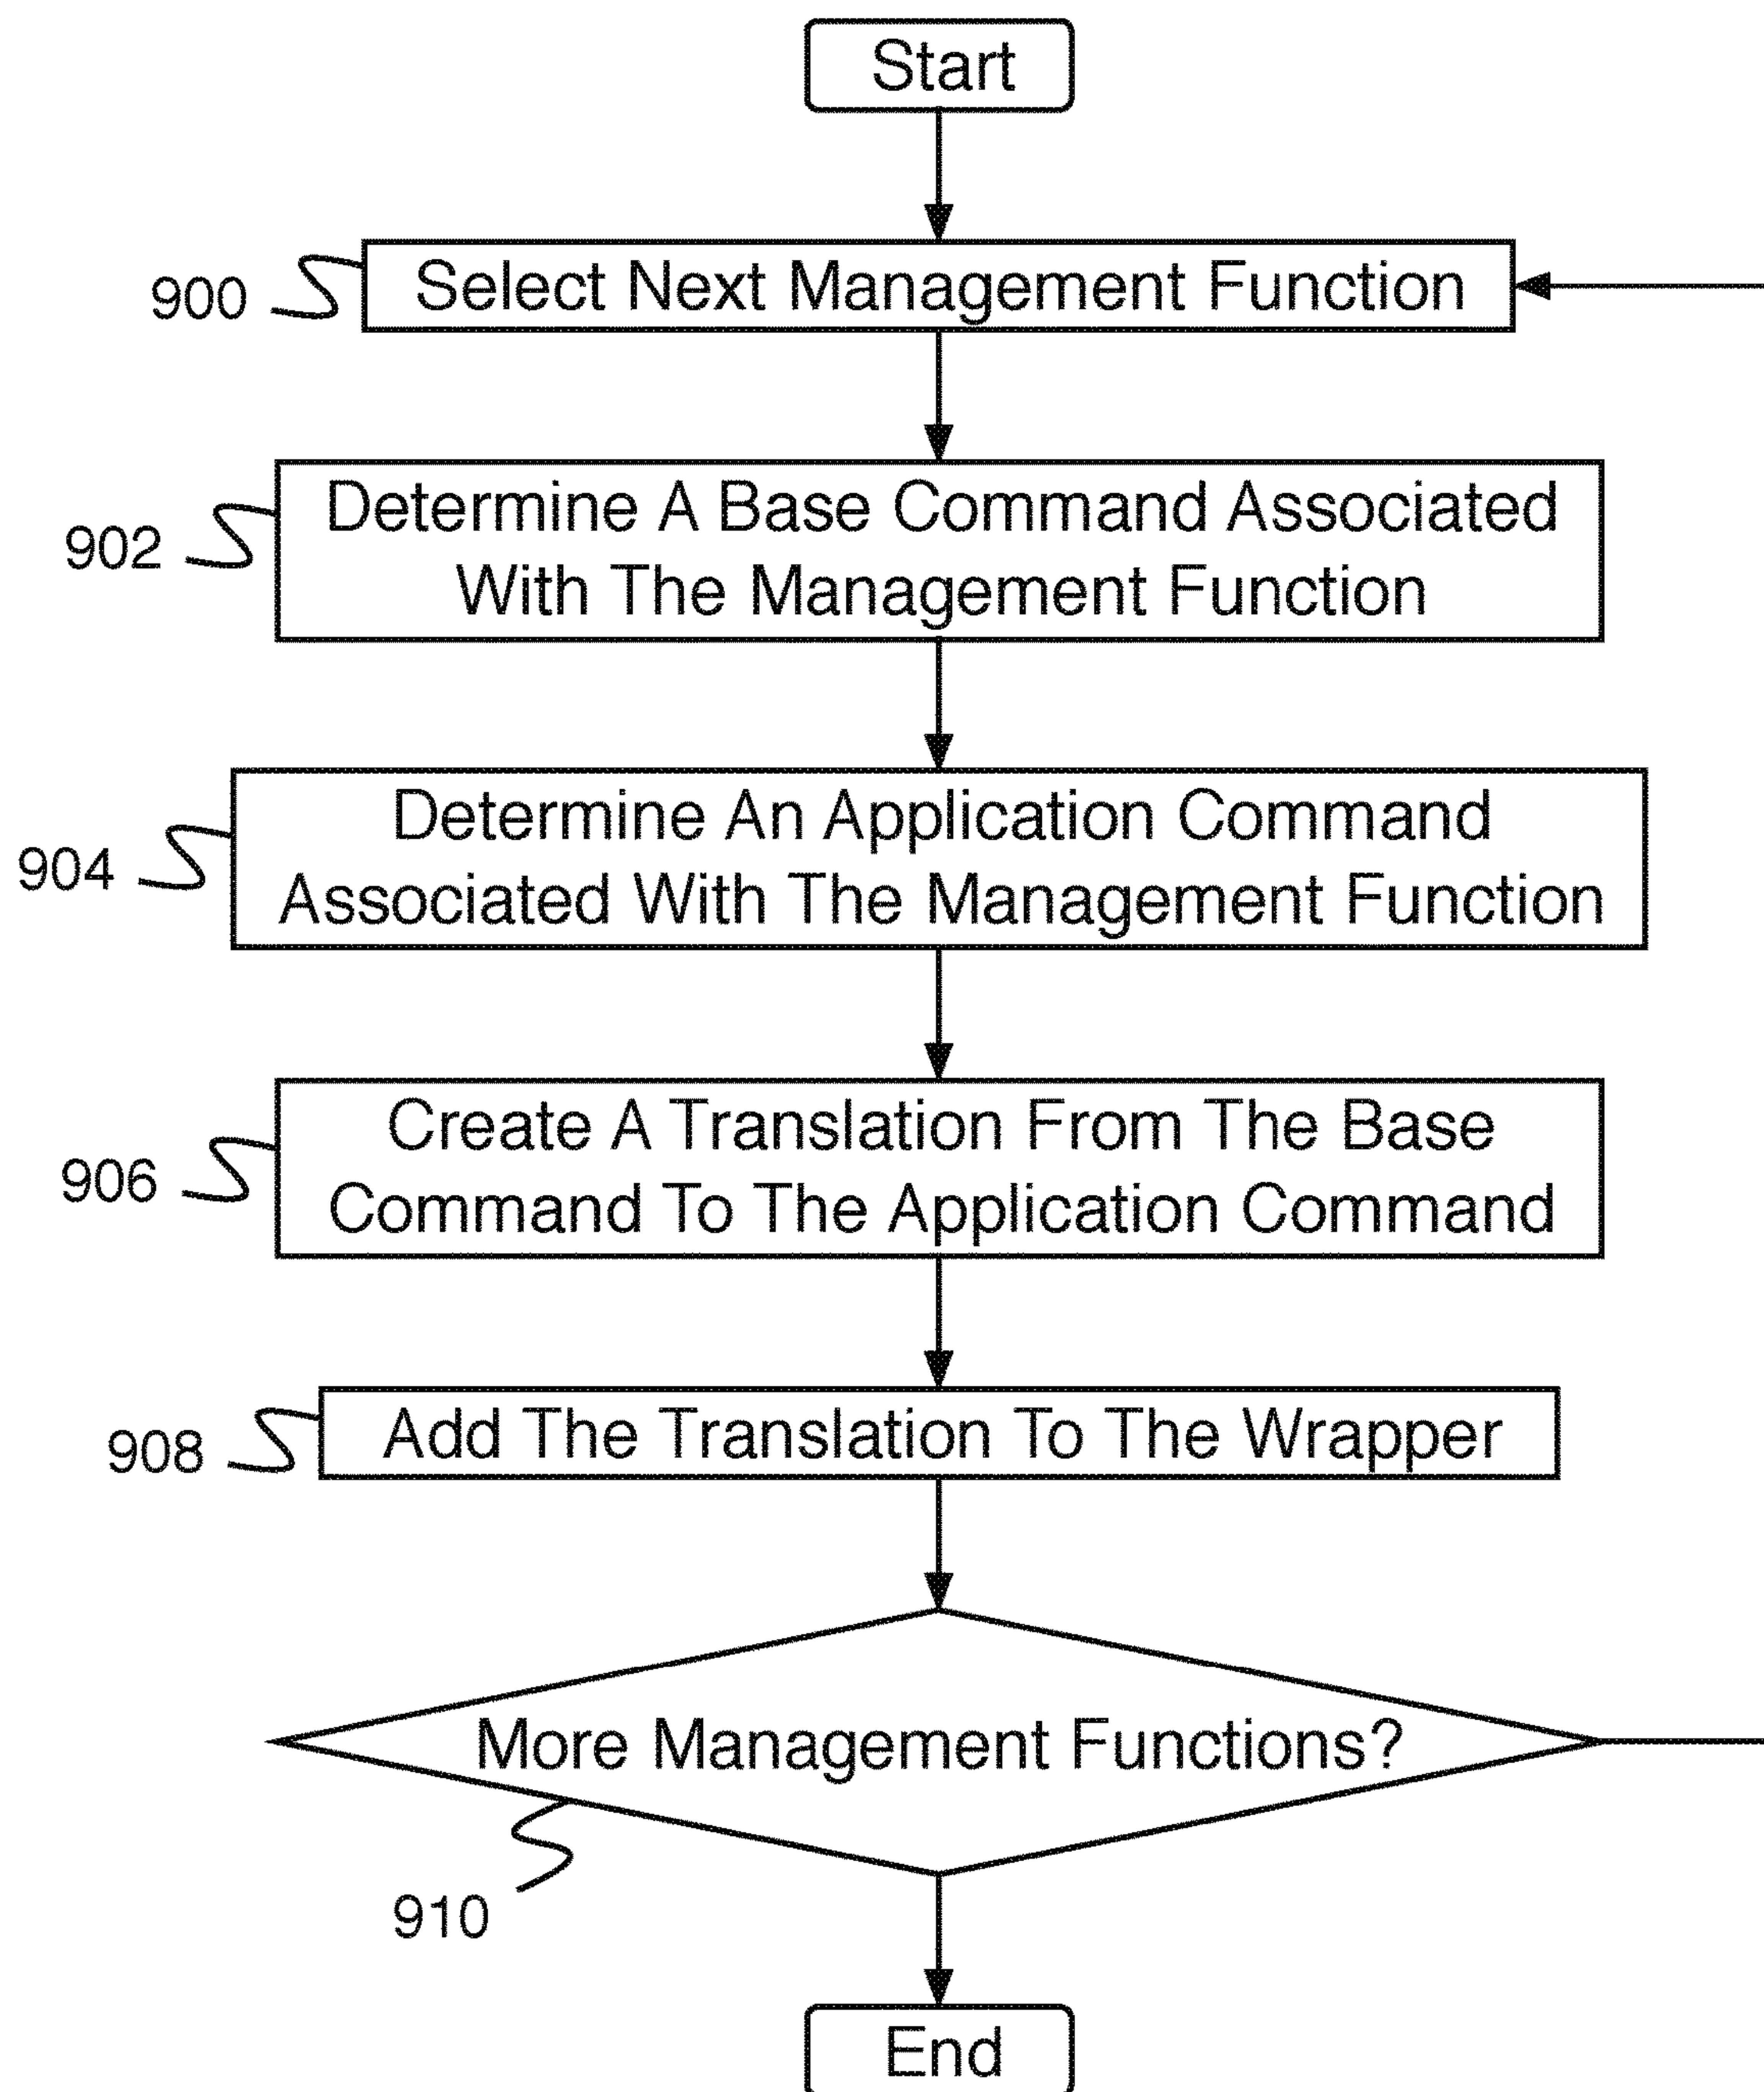 Start
900
Select Next Management Function
902
Determine A Base Command Associated
With The Management Function
904
Determine An Application Command
Associated With The Management Function
906
Create A Translation From The Base
Command To The Application Command
908
Add The Translation To The Wrapper
More Management Functions?
910
End